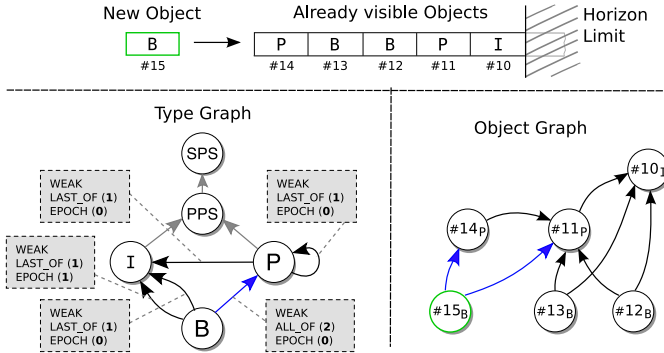 New Object
Already visible Objects
Horizon
Limit
B
P
B
B
P
I
#15
#14
#13
#12
#11
#10
Type Graph
Object Graph
SPS
WEAK
LAST_OF (1)
EPOCH (0)
WEAK
LAST_OF (1)
EPOCH (0)
PPS
#10I
#14P
#11P
WEAK
LAST_OF (1)
EPOCH (1)
I
P
WEAK
LAST_OF (1)
EPOCH (0)
B
WEAK
ALL_OF (2)
EPOCH (0)
#15B
#13B
#12B